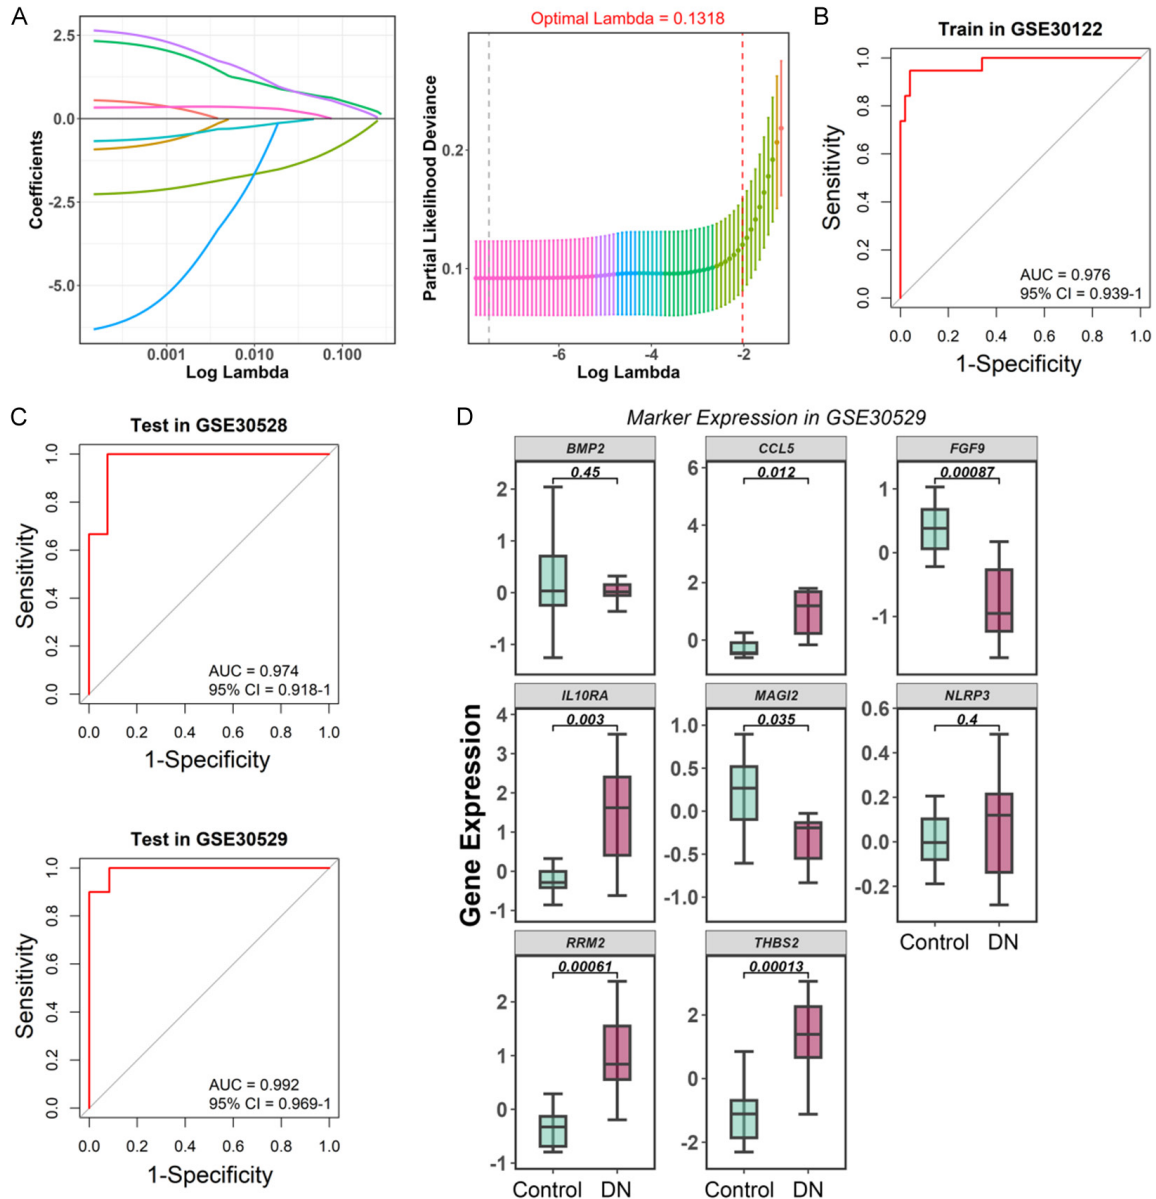 A
2.5
0.0
-2.5
-5.0
Coefficients
0.001
0.010
0.100
Log Lambda
Optimal Lambda = 0.1318
0.2
0.1
Partial Likelihood Deviance
-6
-4
-2
Log Lambda
B
Train in GSE30122
1.0
0.8
0.6
0.4
0.2
0.0
Sensitivity
AUC = 0.976
95% CI = 0.939-1
0.0
0.2
0.4
0.6
0.8
1.0
1-Specificity
C
Test in GSE30528
1.0
0.8
0.6
0.4
0.2
0.0
Sensitivity
AUC = 0.974
95% CI = 0.918-1
0.0
0.2
0.4
0.6
0.8
1.0
1-Specificity
Test in GSE30529
1.0
0.8
0.6
0.4
0.2
0.0
Sensitivity
AUC = 0.992
95% CI = 0.969-1
0.0
0.2
0.4
0.6
0.8
1.0
1-Specificity
D
Marker Expression in GSE30529
Gene Expression
BMP2
0.45
2
1
0
-1
CCL5
0.012
6
4
2
0
FGF9
0.00087
1
0
-1
IL10RA
0.003
4
3
2
1
0
-1
MAGI2
0.035
1.0
0.5
0.0
-0.5
-1.0
NLRP3
0.4
0.6
0.4
0.2
0.0
-0.2
Control
DN
RRM2
0.00061
2
1
0
-1
Control
DN
THBS2
0.00013
2
0
-2
Control
DN